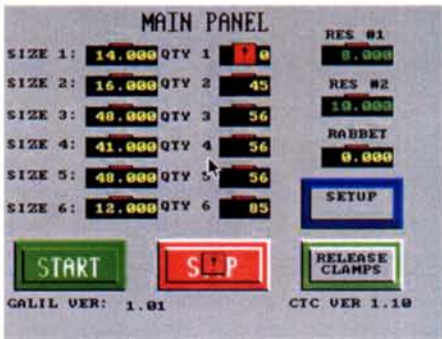 MAIN PANEL
RES #1
SIZE 1: 14.000 QTY 1 0 8.000
SIZE 2: 16.000 QTY 2 45 RES #2
10.000
SIZE 3: 48.000 QTY 3 56
RABBET
SIZE 4: 41.000 QTY 4 56 0.000
SIZE 5: 48.000 QTY 5 56
SETUP
SIZE 6: 12.000 QTY 6 85
START
RELEASE
CLAMPS
GALIL VER: 1.01 CTC VER 1.10